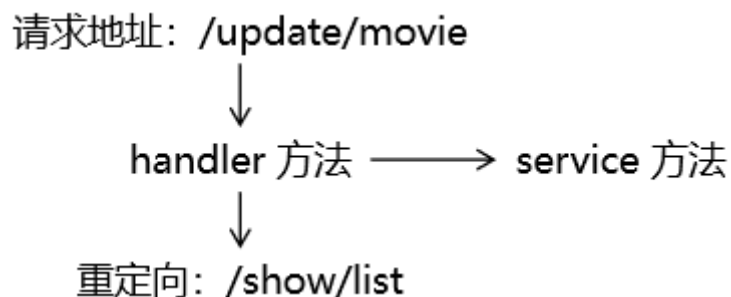 请求地址：/update/movie
handler 方法
service 方法
重定向：/show/list